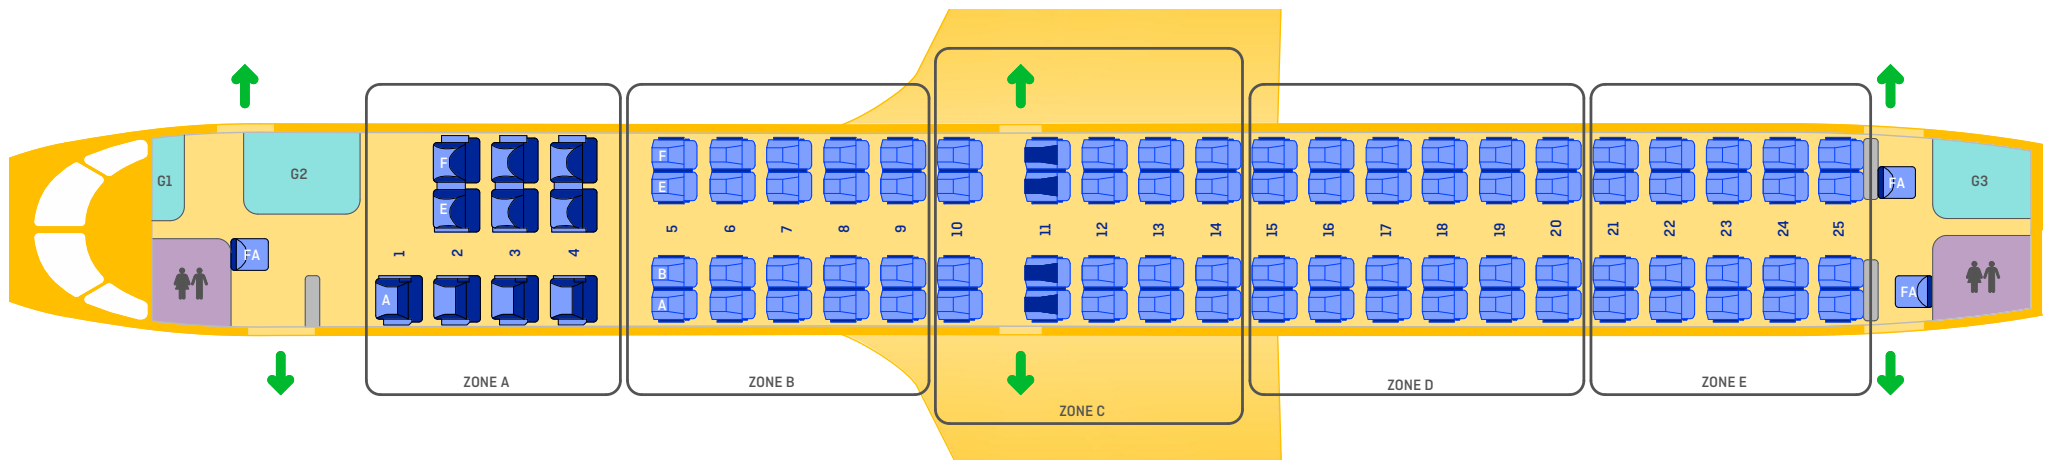 G1
G2
G3
F
F
E
E
FA
FA
FA
1 2 3 4 5 6 7 8 9 10 11 12 13 14 15 16 17 18 19 20 21 22 23 24 25
B
A
A
ZONE A
ZONE B
ZONE C
ZONE D
ZONE E